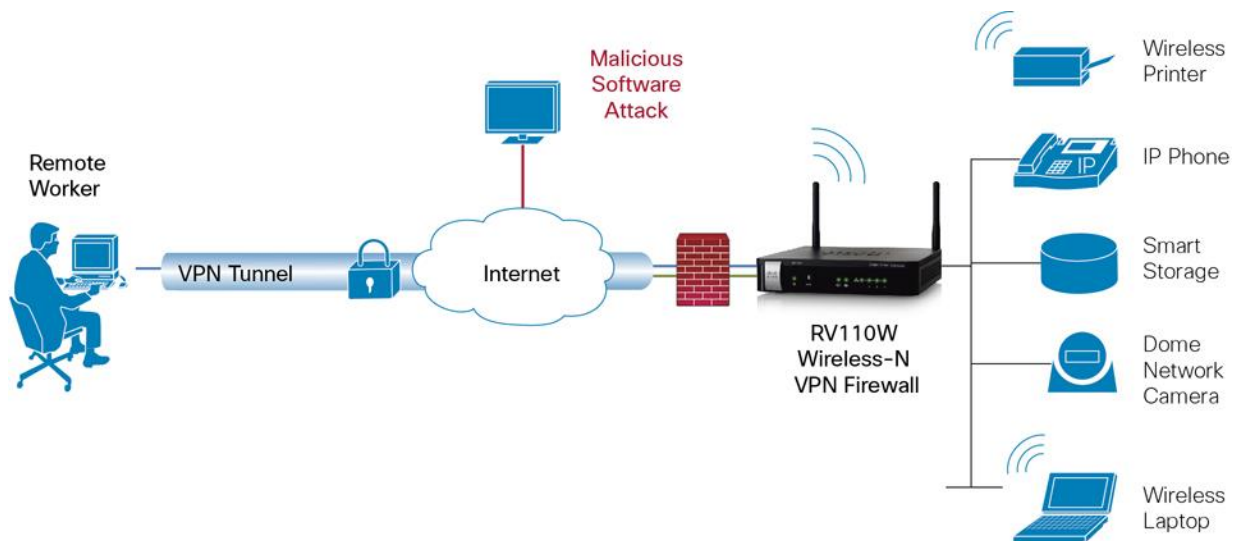 Malicious
Software
Attack
Wireless
Printer
Remote
Worker
IP
IP Phone
VPN Tunnel
Internet
Smart
Storage
RV110W
Wireless-N
VPN Firewall
Dome
Network
Camera
Wireless
Laptop